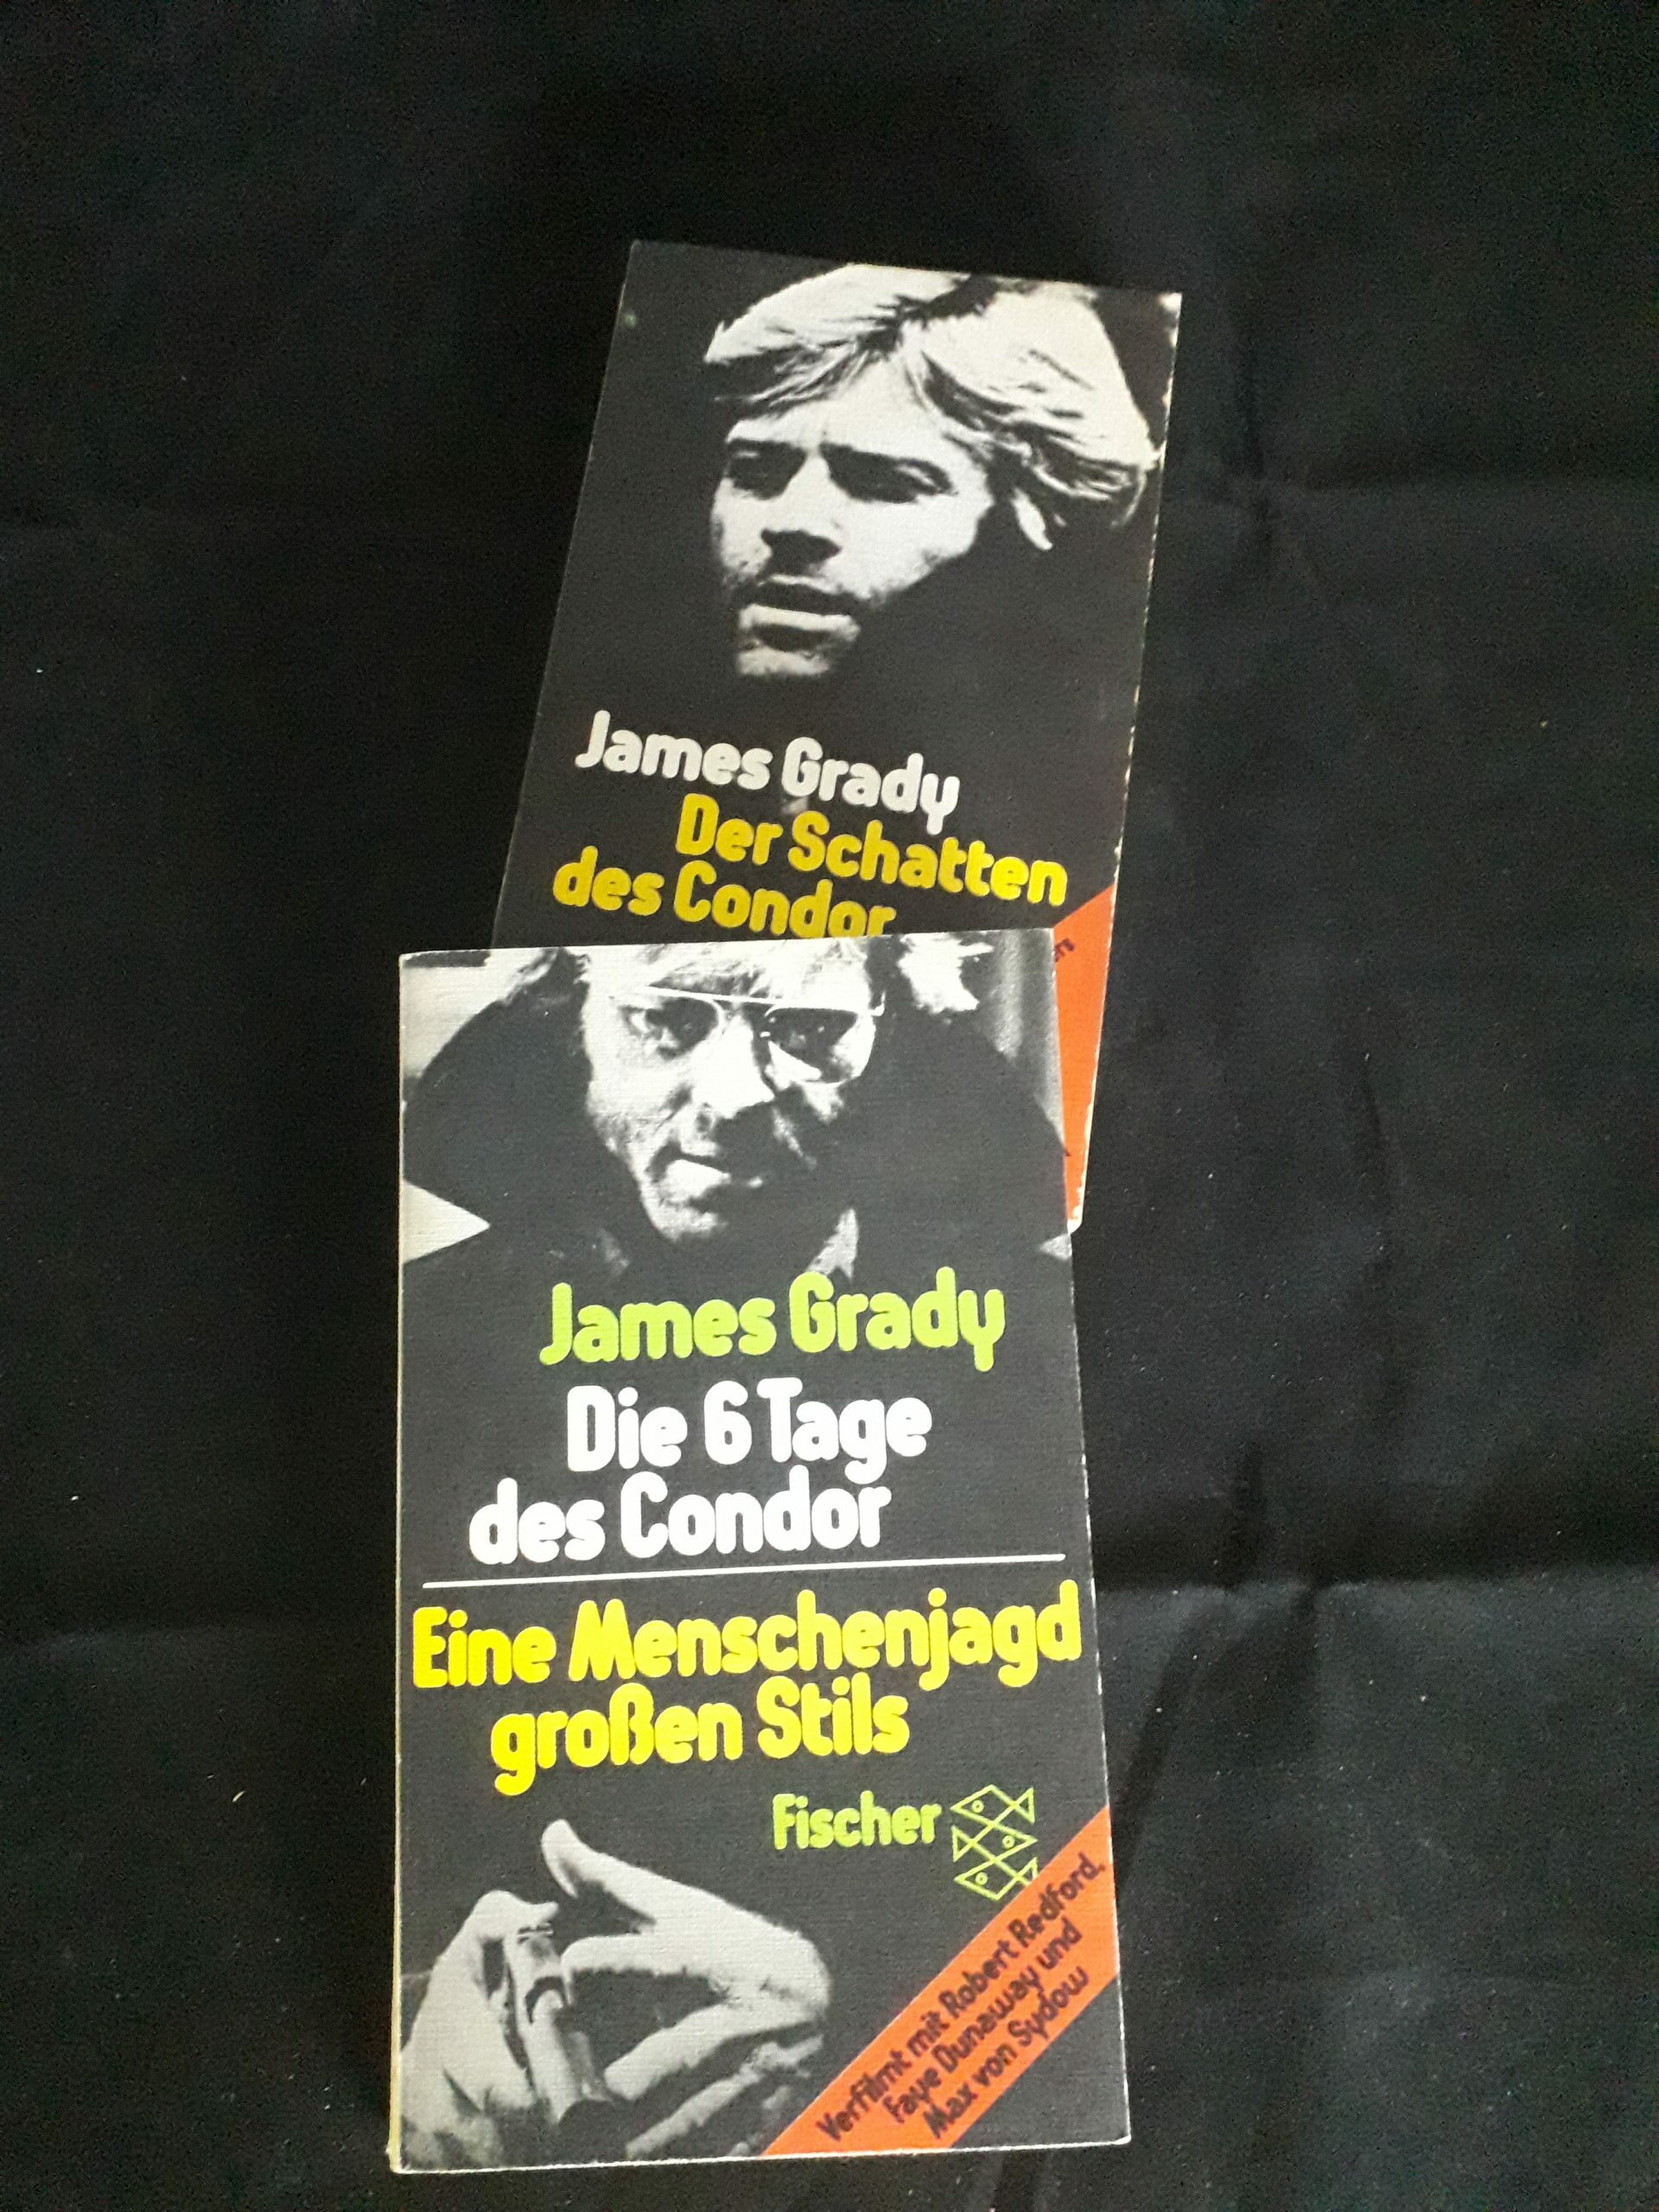 James Grady
Der Schatten
des Condor
James Grady
Die 6 Tage
des Condor
Eine Menschenjagd
großen Stils
Fischer
Verfilmt mit Robert Redford,
Faye Dunaway und
Max von Sydow